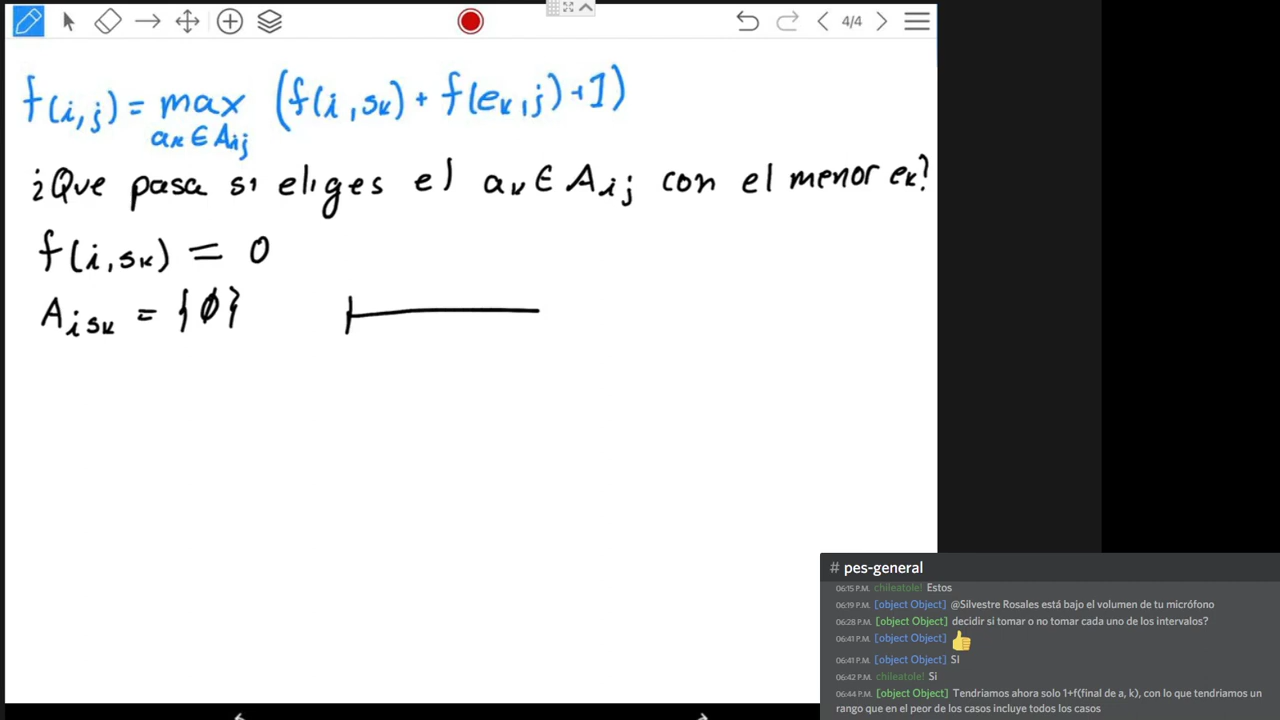 4/4
f(i,j) = max (f(i,sk) + f(ek,j) + 1)
ak ∈ Aij
¿Que pasa si eliges el ak ∈ Aij con el menor ek?
f(i,sk) = 0
Aisk = {∅}
# pes-general
06:15 P.M. chileatole! Estos
06:19 P.M. [object Object] @Silvestre Rosales está bajo el volumen de tu micrófono
06:28 P.M. [object Object] decidir si tomar o no tomar cada uno de los intervalos?
06:41 P.M. [object Object] 👍
06:41 P.M. [object Object] SI
06:42 P.M. chileatole! Si
06:44 P.M. [object Object] Tendriamos ahora solo 1+f(final de a, k), con lo que tendriamos un
rango que en el peor de los casos incluye todos los casos